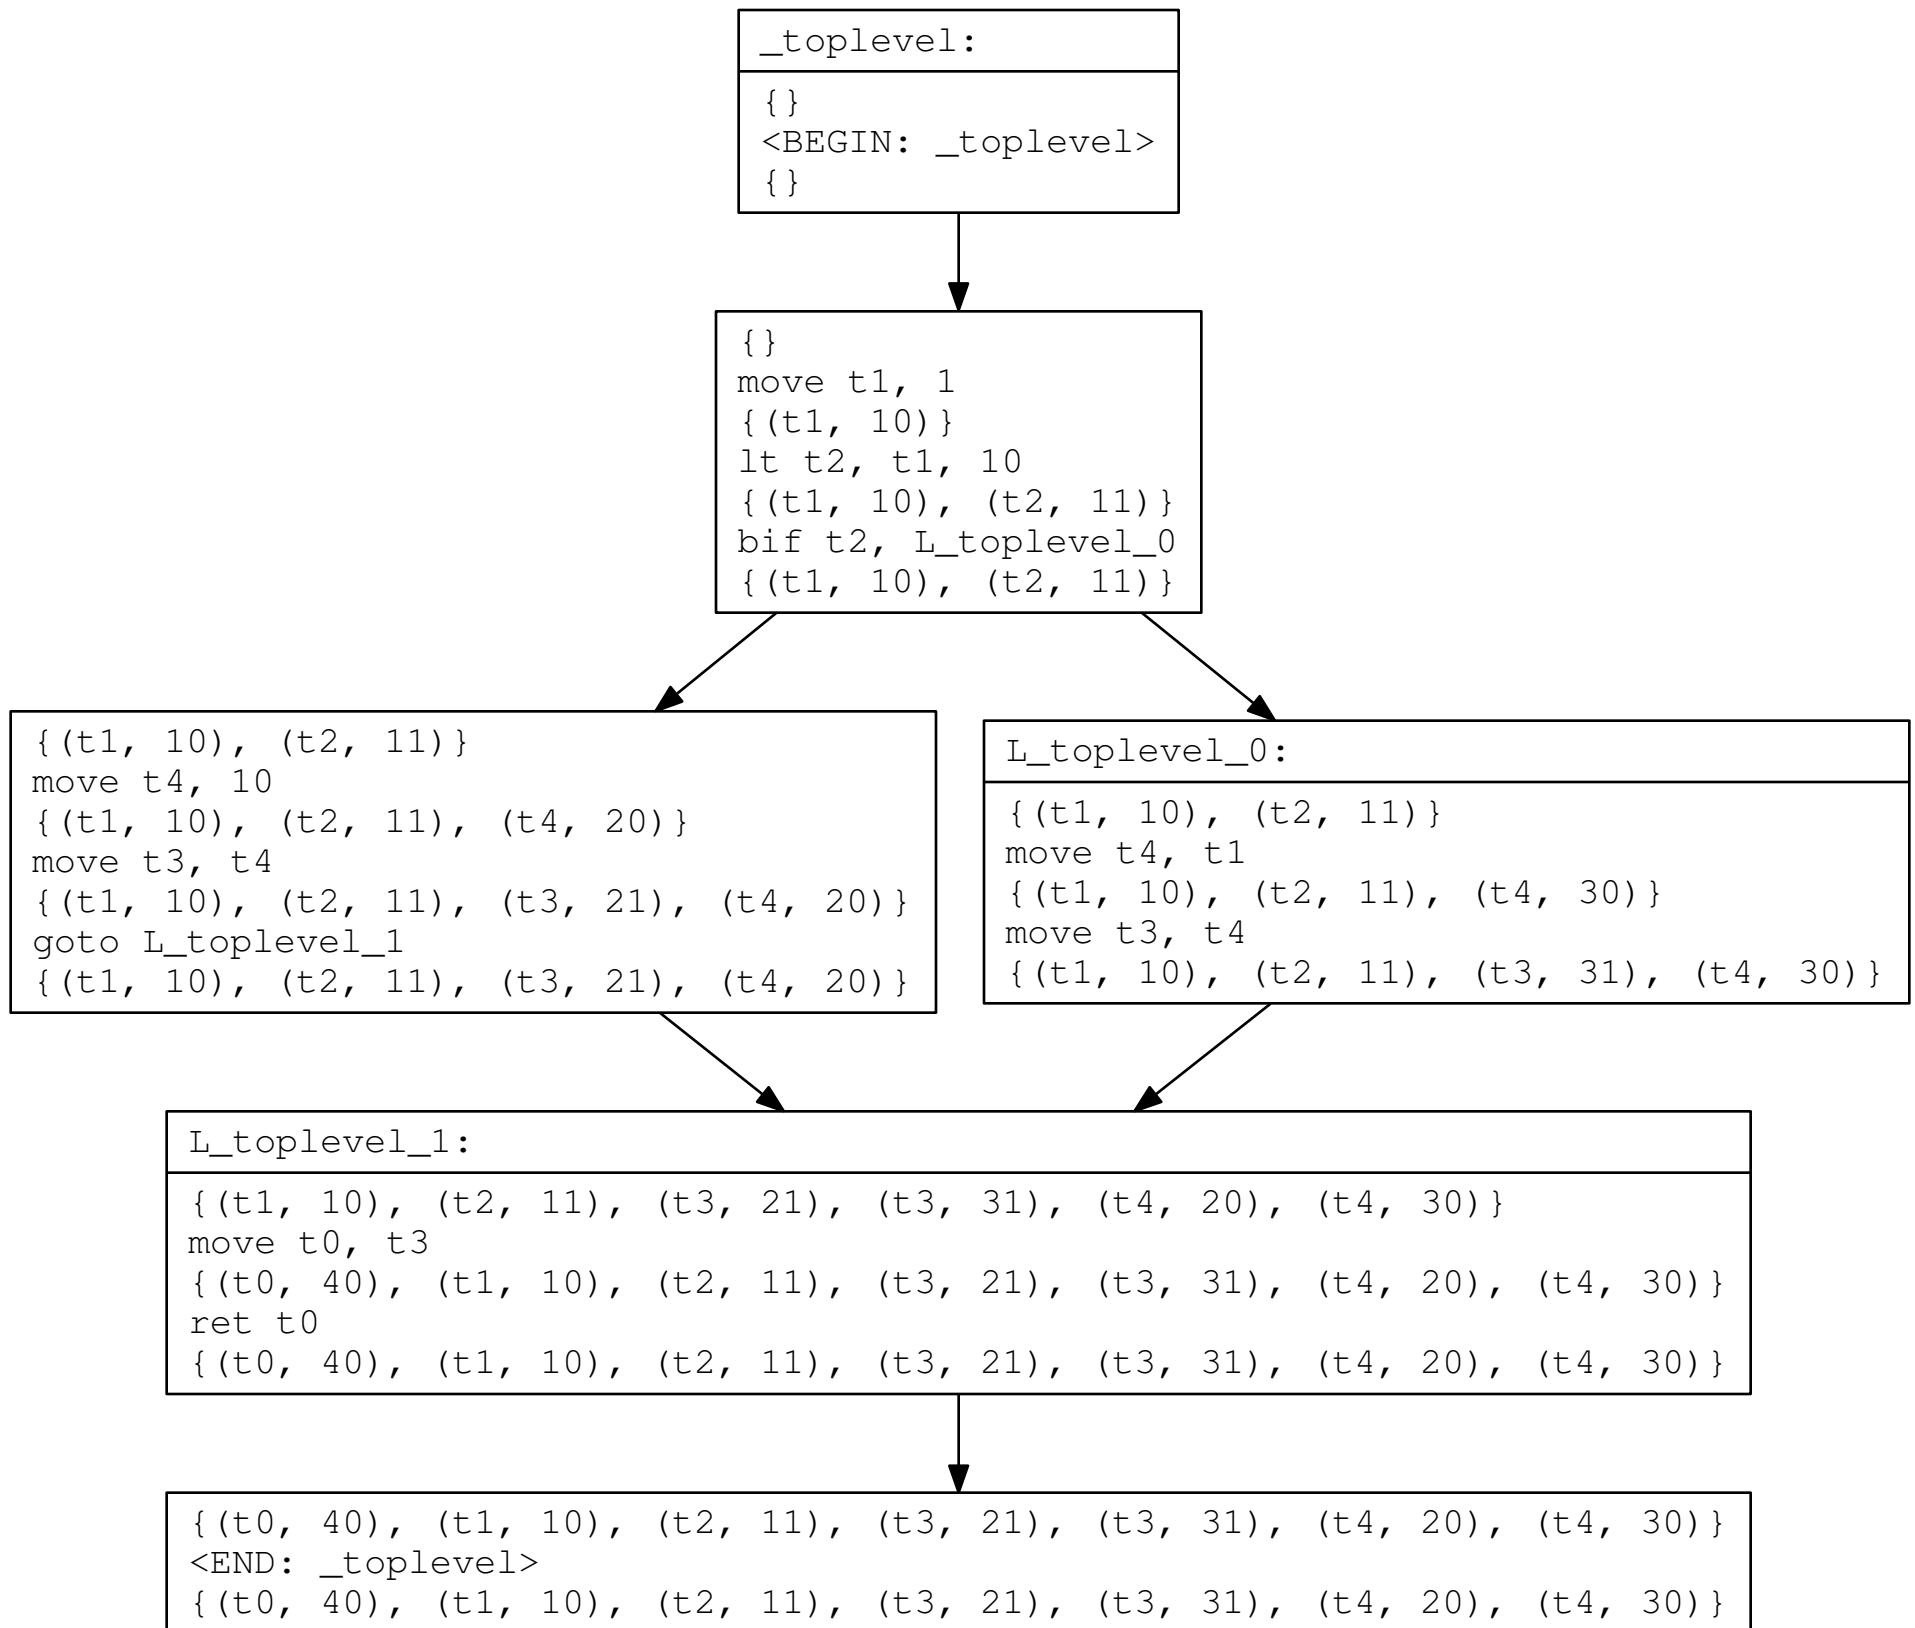 _toplevel:
{}
<BEGIN: _toplevel>
{}
{}
move t1, 1
{(t1, 10)}
lt t2, t1, 10
{(t1, 10), (t2, 11)}
bif t2, L_toplevel_0
{(t1, 10), (t2, 11)}
{(t1, 10), (t2, 11)}
move t4, 10
{(t1, 10), (t2, 11), (t4, 20)}
move t3, t4
{(t1, 10), (t2, 11), (t3, 21), (t4, 20)}
goto L_toplevel_1
{(t1, 10), (t2, 11), (t3, 21), (t4, 20)}
L_toplevel_0:
{(t1, 10), (t2, 11)}
move t4, t1
{(t1, 10), (t2, 11), (t4, 30)}
move t3, t4
{(t1, 10), (t2, 11), (t3, 31), (t4, 30)}
L_toplevel_1:
{(t1, 10), (t2, 11), (t3, 21), (t3, 31), (t4, 20), (t4, 30)}
move t0, t3
{(t0, 40), (t1, 10), (t2, 11), (t3, 21), (t3, 31), (t4, 20), (t4, 30)}
ret t0
{(t0, 40), (t1, 10), (t2, 11), (t3, 21), (t3, 31), (t4, 20), (t4, 30)}
{(t0, 40), (t1, 10), (t2, 11), (t3, 21), (t3, 31), (t4, 20), (t4, 30)}
<END: _toplevel>
{(t0, 40), (t1, 10), (t2, 11), (t3, 21), (t3, 31), (t4, 20), (t4, 30)}